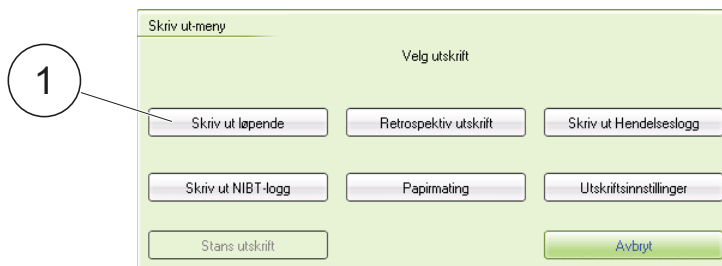 Skriv ut-meny
Velg utskrift
1
Skriv ut løpende
Retrospektiv utskrift
Skriv ut Hendelseslogg
Skriv ut NIBT-logg
Papirmating
Utskriftsinnstillinger
Stans utskrift
Avbryt